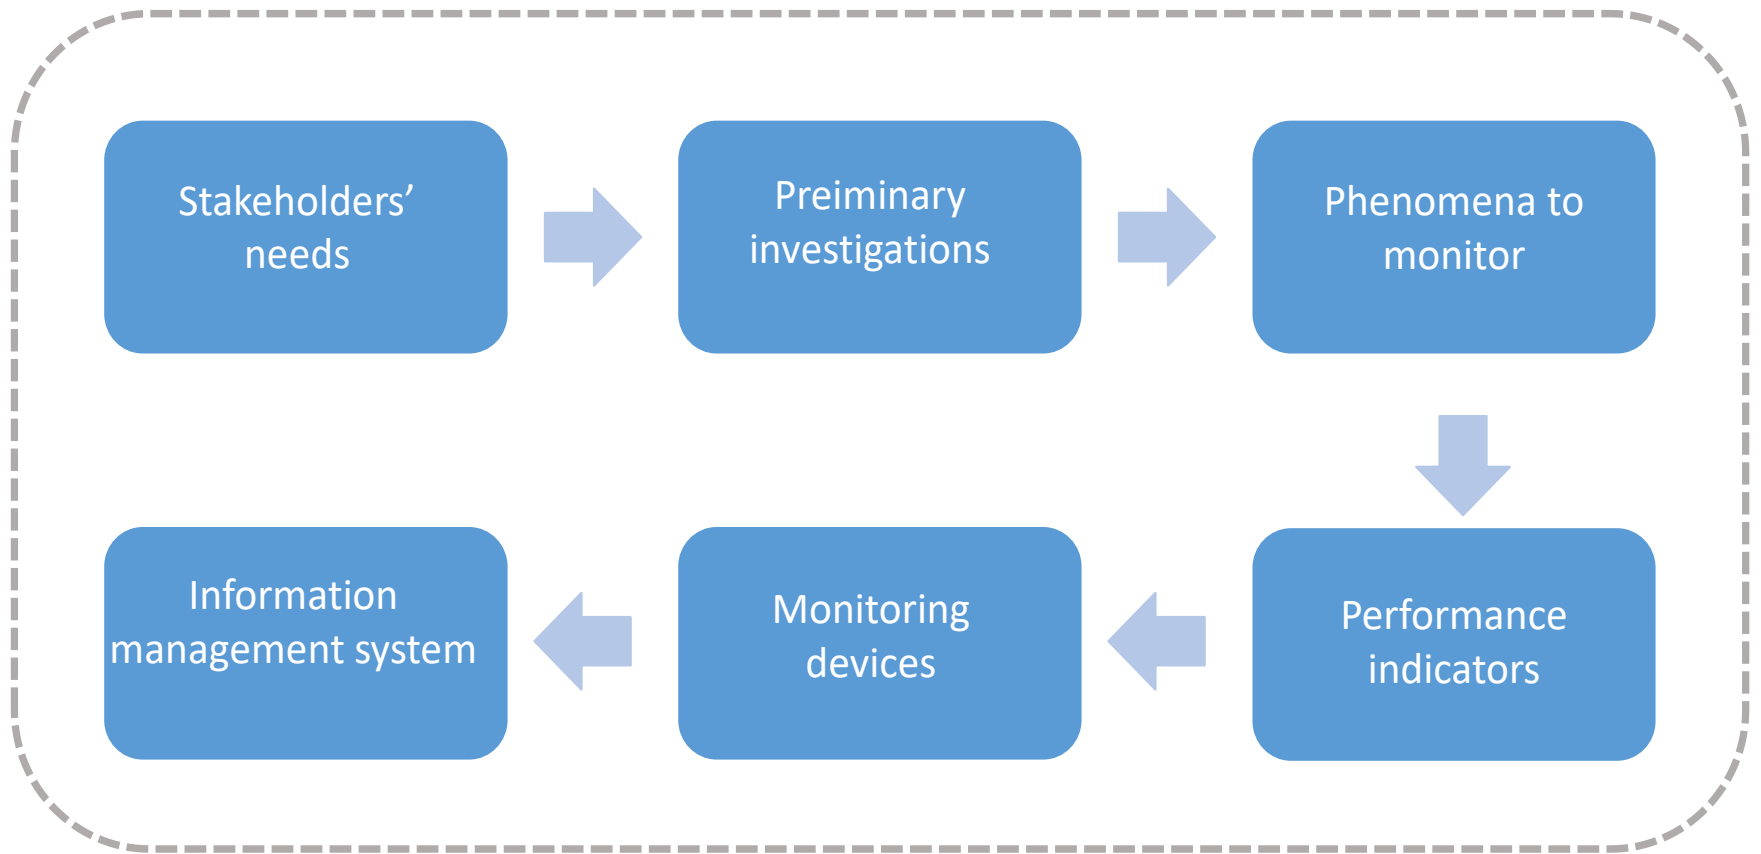 Stakeholders’
needs
Preiminary
investigations
Phenomena to
monitor
Performance
indicators
Monitoring
devices
Information
management system